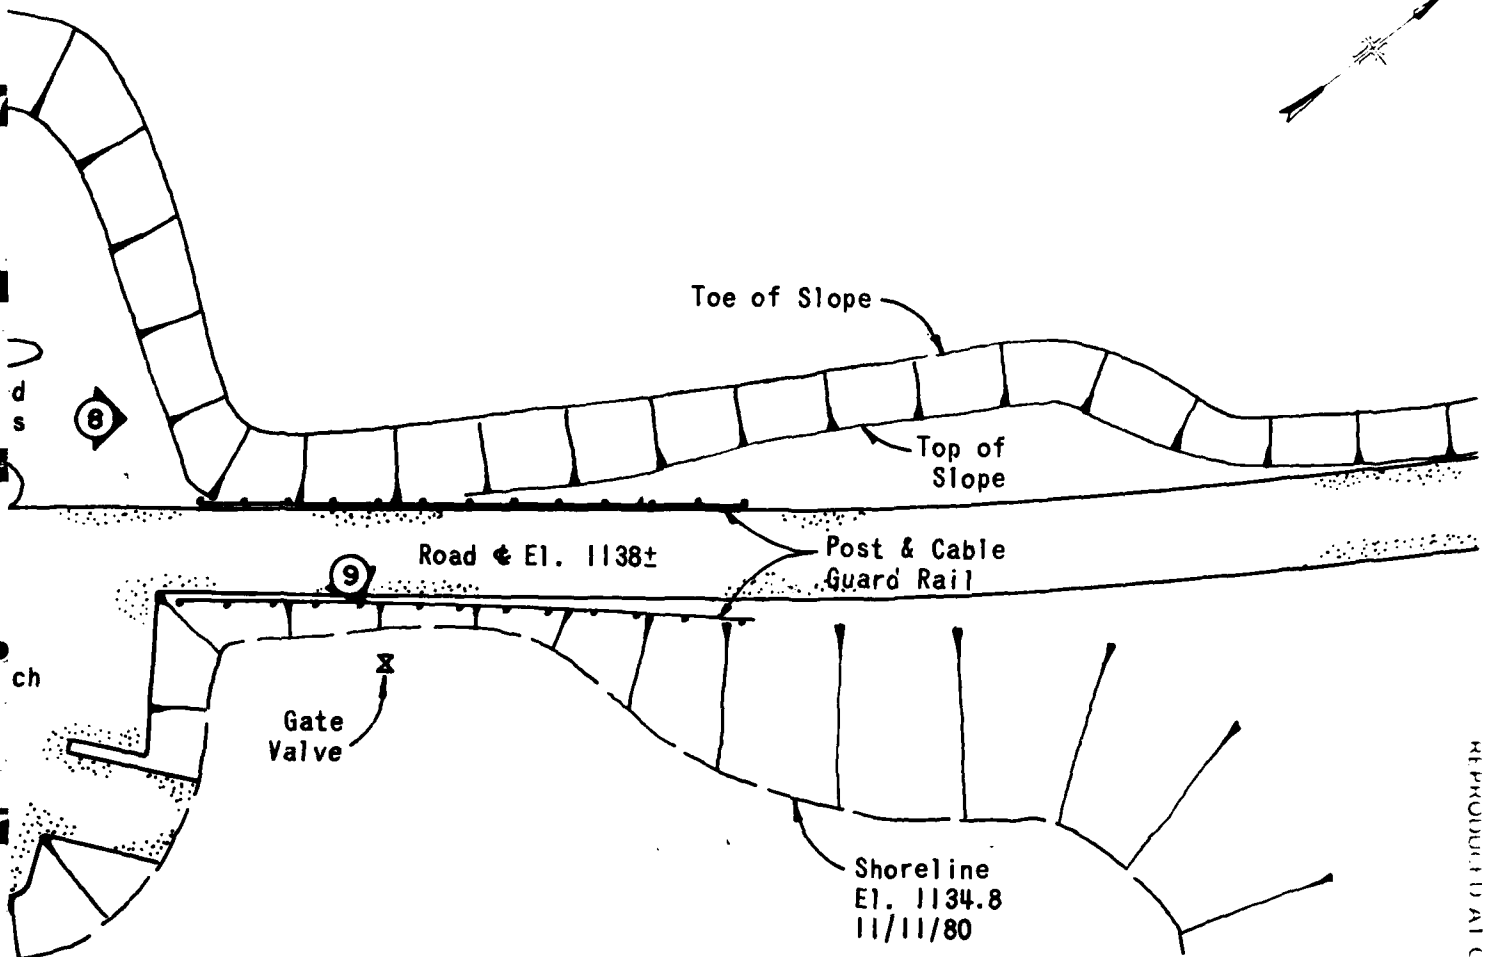 Toe of Slope
d
s
8
Top of
Slope
Road ℄ El. 1138±
Post & Cable
Guard Rail
9
ch
Gate
Valve
Shoreline
El. 1134.8
11/11/80